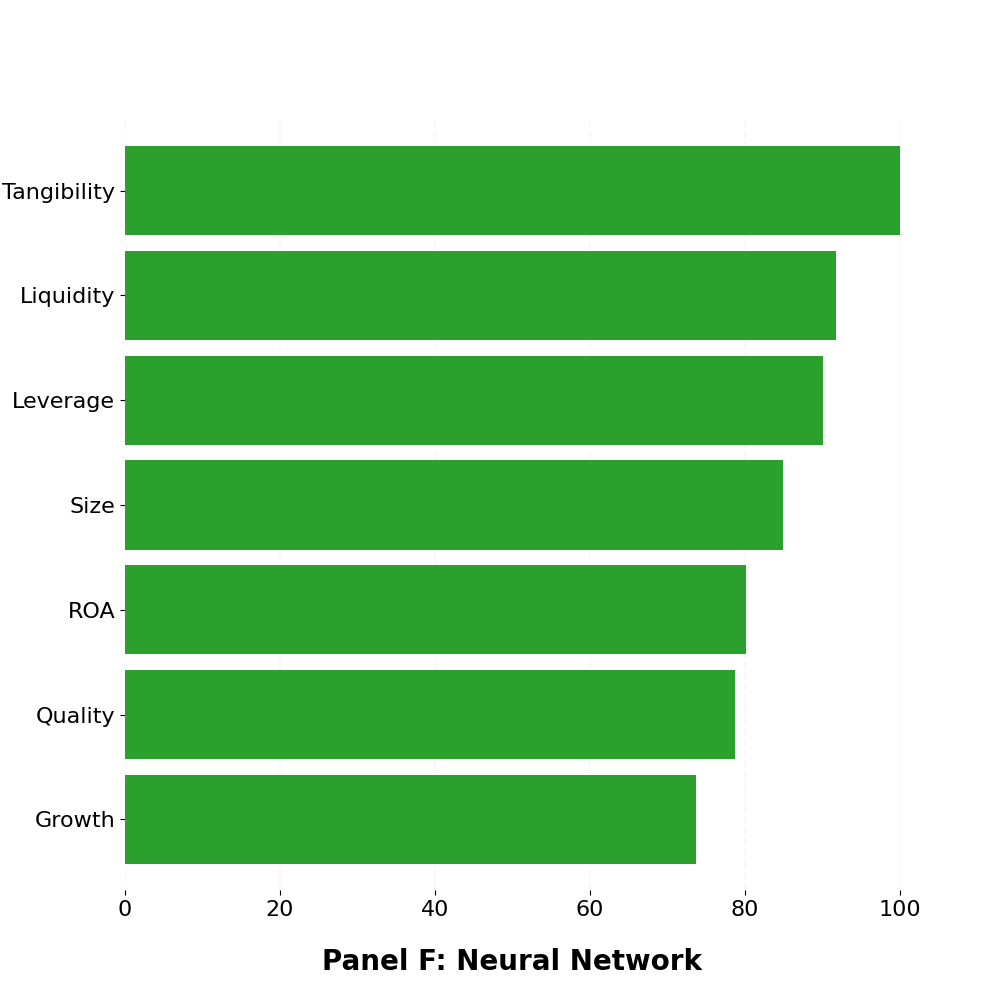 Tangibility
Liquidity
Leverage
Size
ROA
Quality
Growth
0 20 40 60 80 100
Panel F: Neural Network